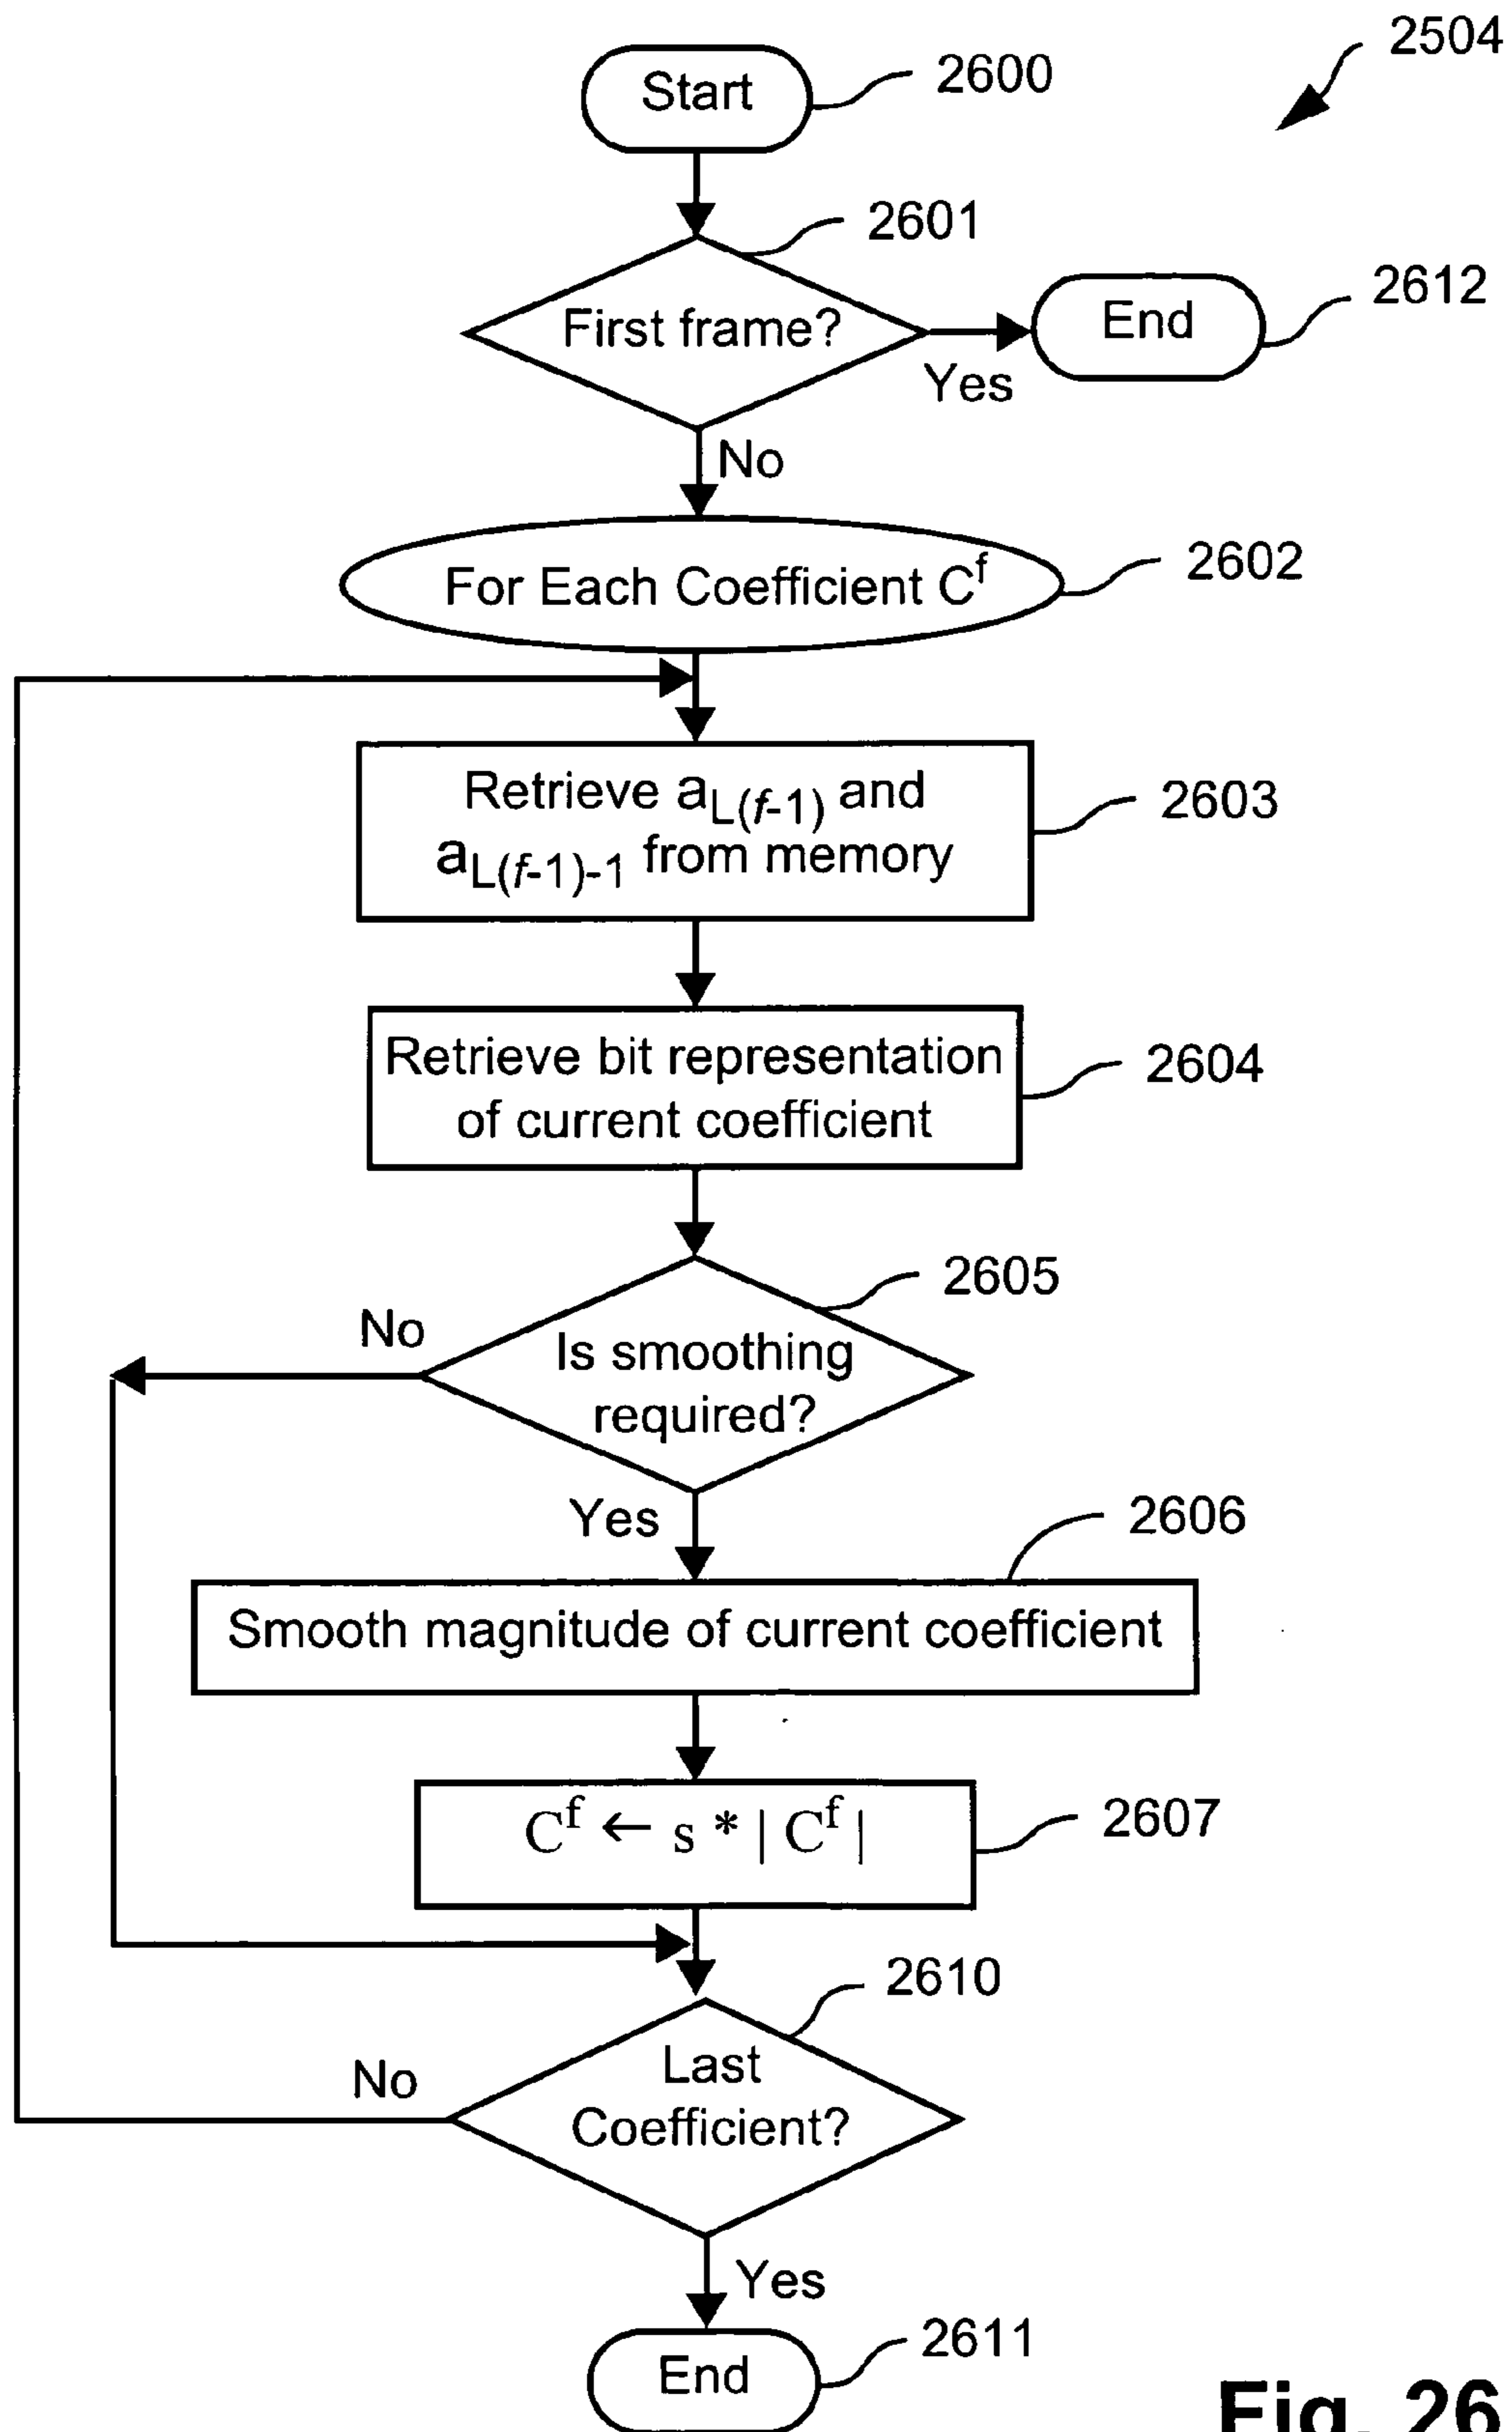 2504
Start
2600
2601
First frame?
End
2612
Yes
No
For Each Coefficient C^f
2602
Retrieve a_L(f-1) and
a_L(f-1)-1 from memory
2603
Retrieve bit representation
of current coefficient
2604
2605
No
Is smoothing
required?
Yes
2606
Smooth magnitude of current coefficient
C^f ← s * | C^f |
2607
2610
No
Last
Coefficient?
Yes
End
2611
Fig. 26